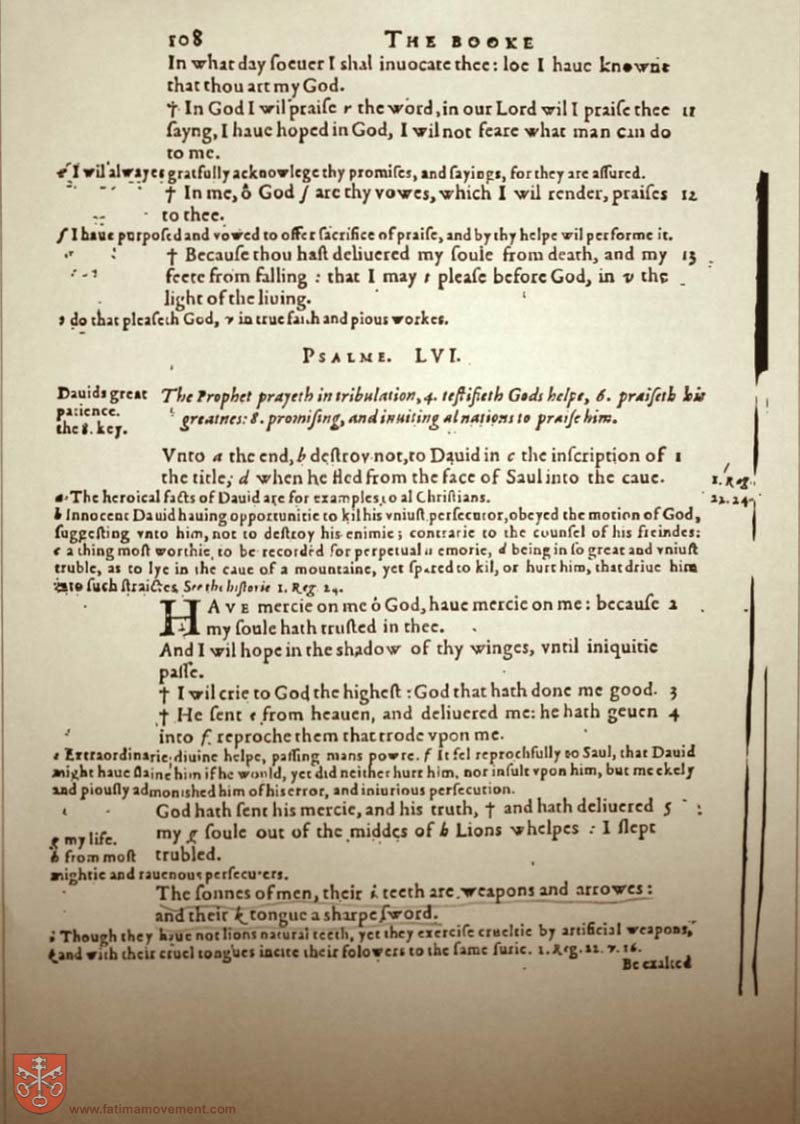 108 THE BOOKE
In what day ſoeuer I shal inuocate thee: loe I haue knowne
that thou art my God.
† In God I wil praiſe r the word, in our Lord wil I praiſe thee 11
ſayng, I haue hoped in God, I wil not feare what man can do
to me.
I wil alwayes gratfully acknowlege thy promiſes, and ſayings, for they are aſſured.
† In me, ô God ſ are thy vowes, which I wil render, praiſes 12
to thee.
ſ I haue purpoſed and vowed to offer ſacrifice of praiſe, and by thy helpe wil performe it.
† Becauſe thou haſt deliuered my ſoule from death, and my 13
feete from falling : that I may t pleaſe before God, in v the
light of the liuing.
t do that pleaſeth God, v in true faith and pious workes.
PSALME. LVI.
Dauids great
patience.
the 8. key.
The Prophet prayeth in tribulation, 4. teſtifieth Gods helpe, 6. praiſeth his
greatnes: 8. promiſing, and inuiting al nations to praiſe him.
Vnto a the end, b deſtroy not, to Dauid in c the inſcription of 1
the title; d when he fled from the face of Saul into the caue.
1. Reg.
22. 24.
a The heroical facts of Dauid are for examples to al Chriſtians.
b Innocent Dauid hauing opportunitie to kil his vniuſt perſecutor, obeyed the motion of God,
ſuggeſting vnto him, not to deſtroy his enimie; contrarie to the counſel of his freindes:
c a thing moſt worthie to be recorded for perpetual memorie, d being in ſo great and vniuſt
truble, as to lye in the caue of a mountaine, yet ſpared to kil, or hurt him, that driue him
into ſuch ſtraictes. See the hiſtorie 1. Reg. 24.
HAVE mercie on me ô God, haue mercie on me: becauſe 2
my ſoule hath truſted in thee.
And I wil hope in the shadow of thy winges, vntil iniquitie
paſſe.
† I wil crie to God the higheſt : God that hath done me good. 3
† He ſent e from heauen, and deliuered me: he hath geuen 4
into f reproche them that trode vpon me.
e Extraordinarie diuine helpe, paſſing mans powre. f It fel reprochfully to Saul, that Dauid
might haue ſlaine him if he would, yet did neither hurt him, nor inſult vpon him, but meekely
and piouſly admonished him of his error, and iniurious perſecution.
God hath ſent his mercie, and his truth, † and hath deliuered 5
my g ſoule out of the middes of h Lions whelpes : I ſlept
trubled.
g my life.
h from moſt
mightie and rauenous perſecuters.
The ſonnes of men, their i teeth are weapons and arrowes:
and their k tongue a sharpe ſword.
i Though they haue not lions natural teeth, yet they exerciſe crueltie by artificial weapons,
k and with their cruel tongues incite their folowers to the ſame furie. 1. Reg. 22. v. 16.
Be exalted
www.fatimamovement.com